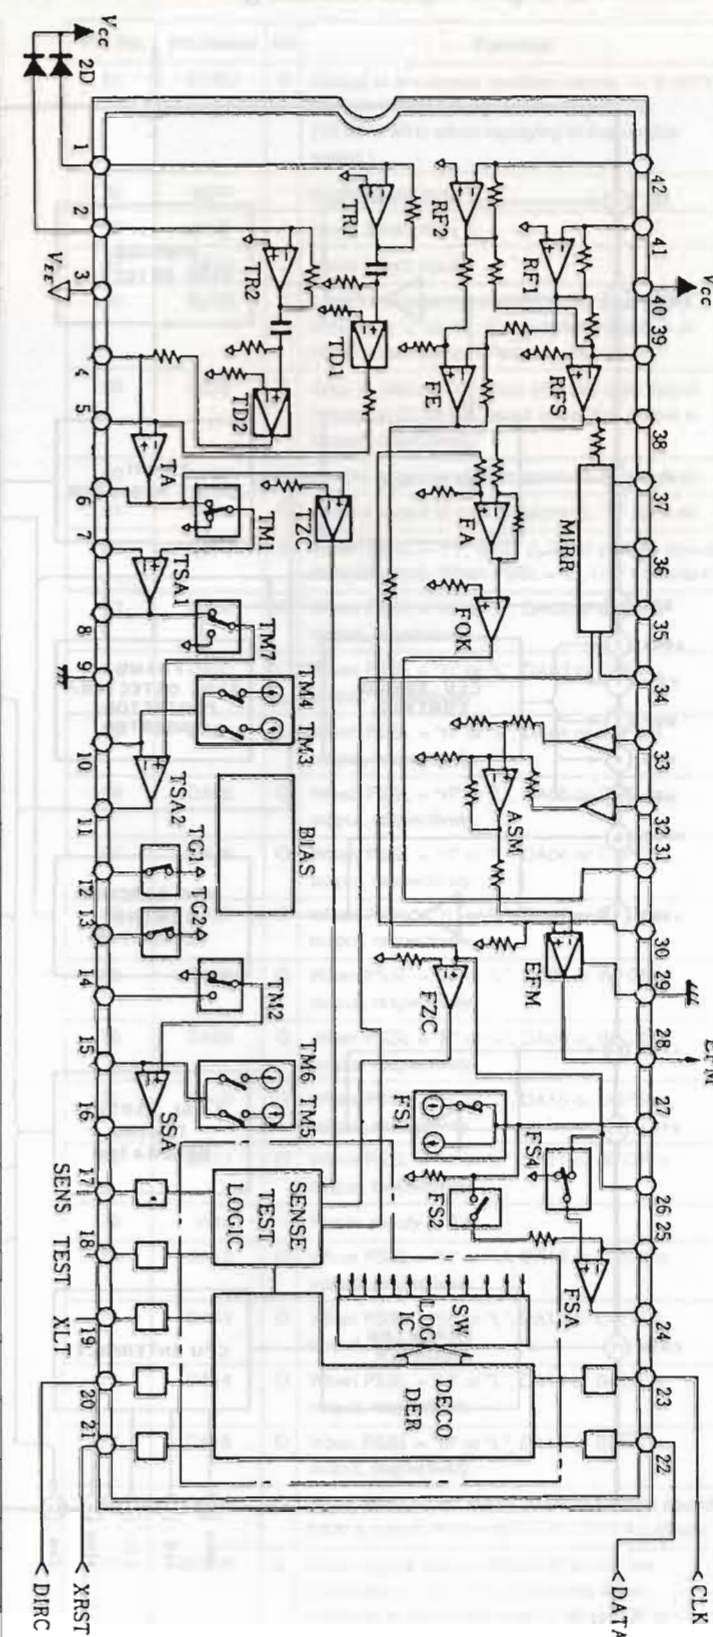 Vcc
2D
1
2
3
VEE
4
5
6
7
8
9
10
11
12
13
14
15
16
17
18
19
20
21
SENS
TEST
XLT
DIRC
XRST
42
41
40
Vcc
39
38
37
36
35
34
33
32
31
30
29
28
EFM
27
26
25
24
23
22
CLK
DATA
TR1
RF2
RF1
TR2
TD1
FE
RFS
TD2
TA
TM1
TZC
FA
MIRR
TSA1
FOK
TM7
TM4
TM3
TSA2
BIAS
ASM
TG1
TG2
EFM
TM2
FZC
TM6
TM5
SSA
FS1
FS4
FS2
FSA
SENSE
TEST
LOGIC
SW
LOG
IC
DECO
DER